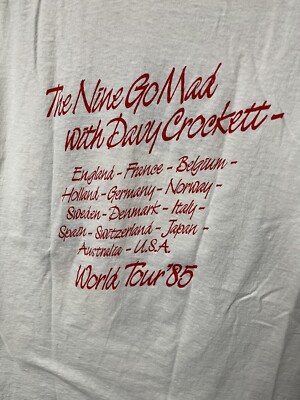 The Nine Go Mad
with Davy Crockett -
England - France - Belgium -
Holland - Germany - Norway -
Sweden - Denmark - Italy -
Spain - Switzerland - Japan -
Australia - U.S.A.
World Tour '85